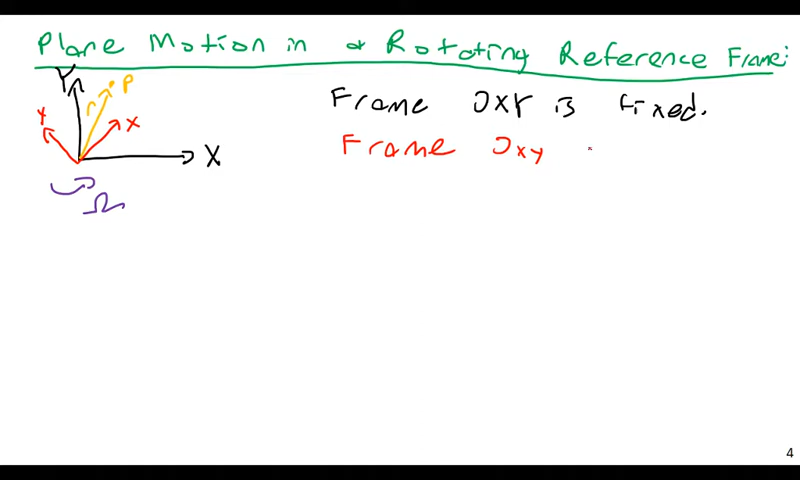 Plane Motion in a Rotating Reference Frame:
Y
r P
y x
Frame OXY is fixed.
X
Frame Oxy
Ω
4